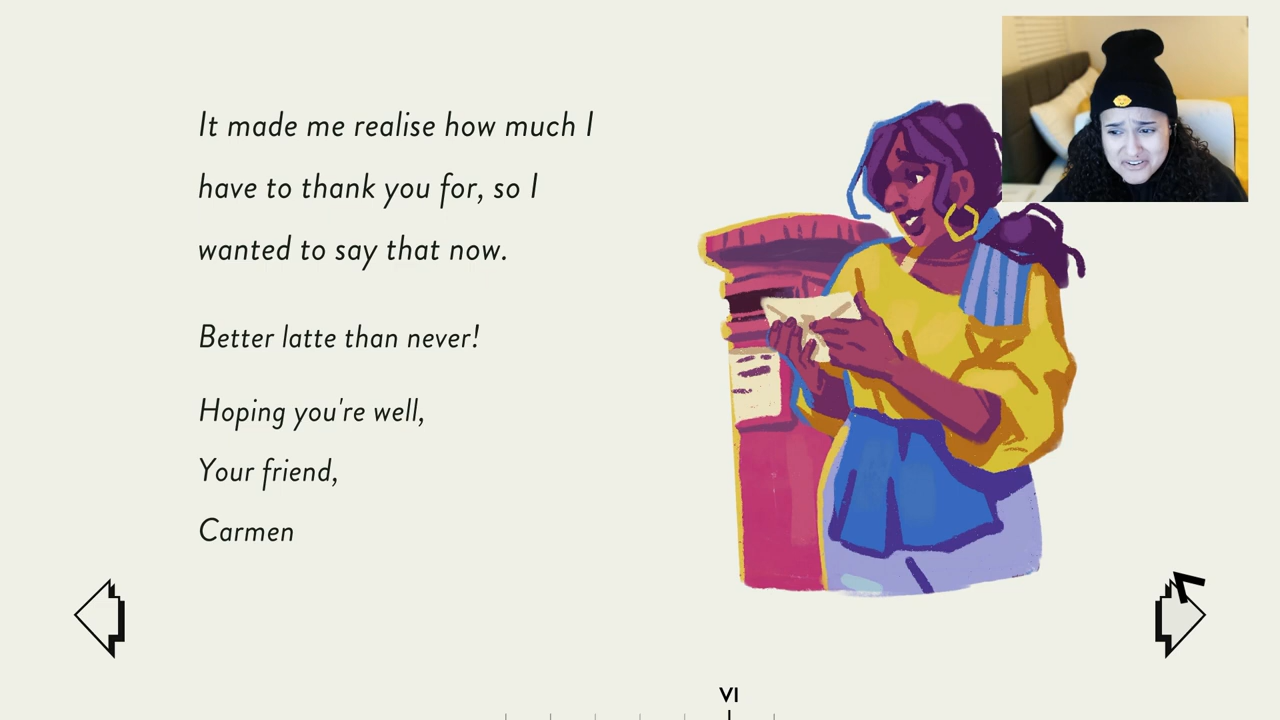 It made me realise how much I
have to thank you for, so I
wanted to say that now.
Better latte than never!
Hoping you're well,
Your friend,
Carmen
VI